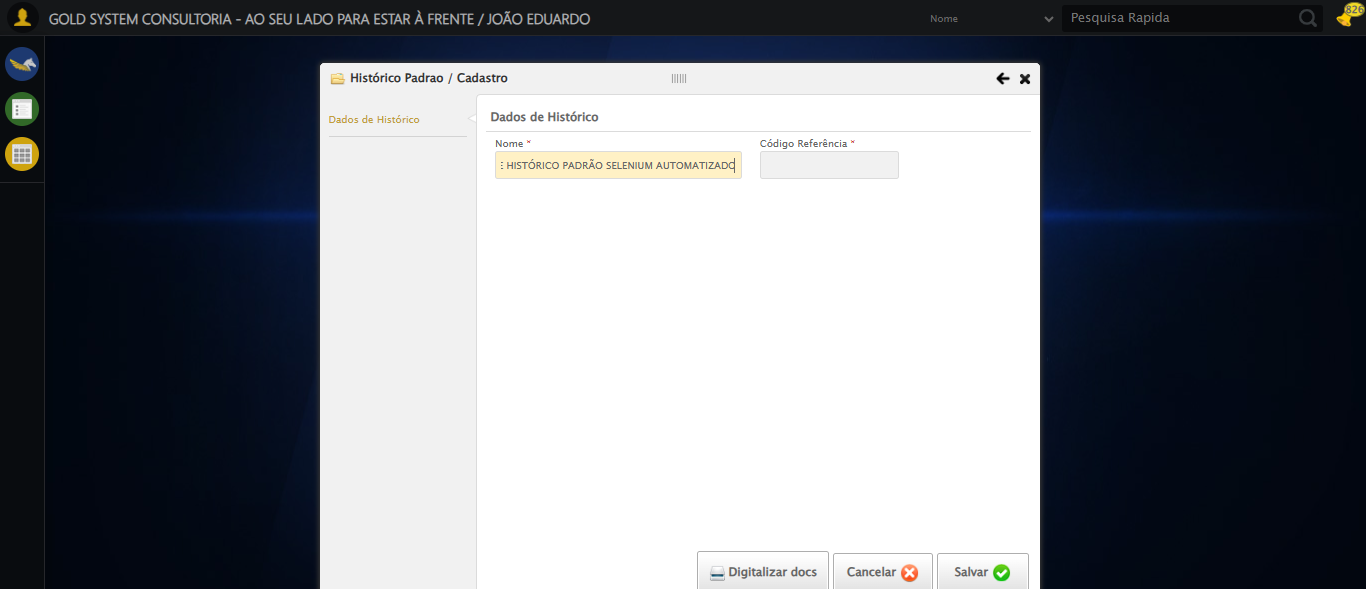 GOLD SYSTEM CONSULTORIA - AO SEU LADO PARA ESTAR À FRENTE / JOÃO EDUARDO
Nome
Pesquisa Rapida
826
Histórico Padrao / Cadastro
Dados de Histórico
Dados de Histórico
Nome *
Código Referência *
HISTÓRICO PADRÃO SELENIUM AUTOMATIZADO
Digitalizar docs
Cancelar
Salvar